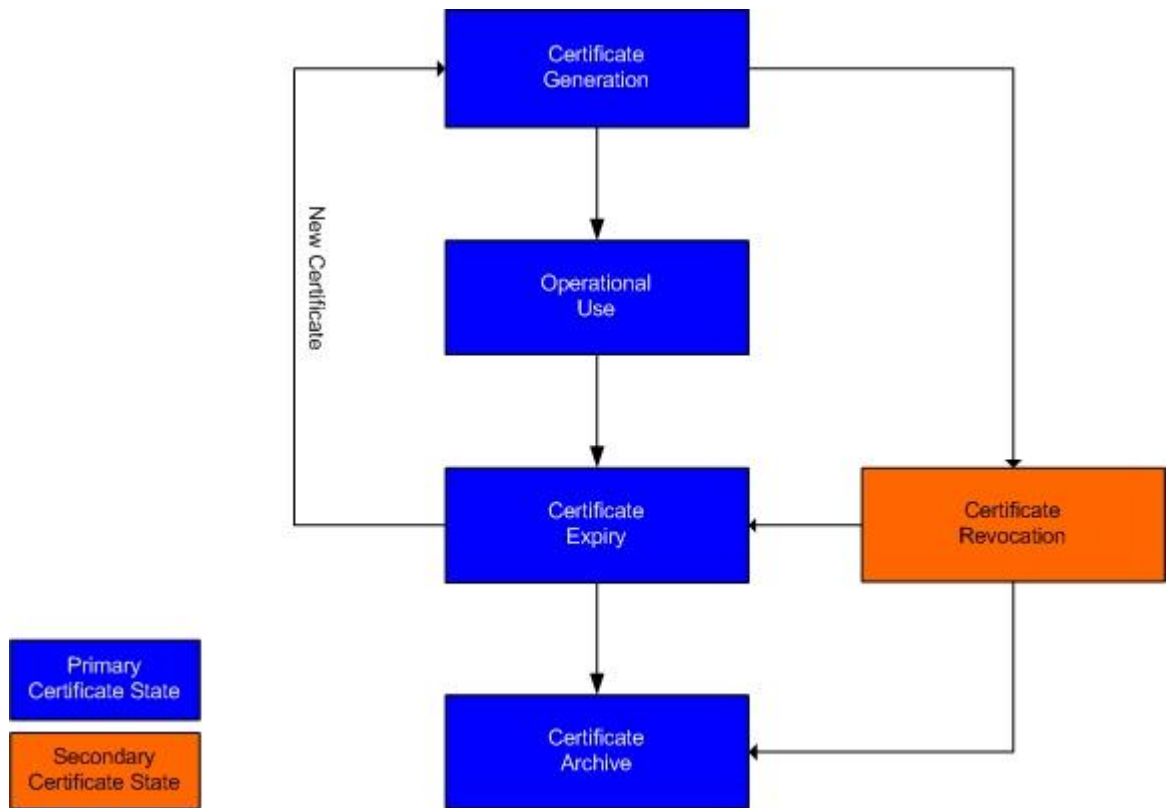 Certificate
Generation
New Certificate
Operational
Use
Certificate
Expiry
Certificate
Revocation
Primary
Certificate State
Certificate
Archive
Secondary
Certificate State